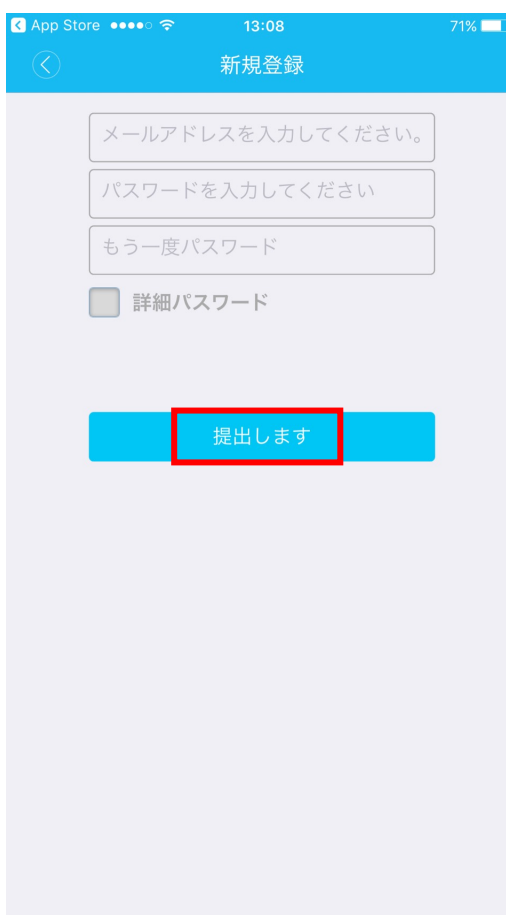 App Store 13:08 71%
新規登録
メールアドレスを入力してください。
パスワードを入力してください
もう一度パスワード
詳細パスワード
提出します